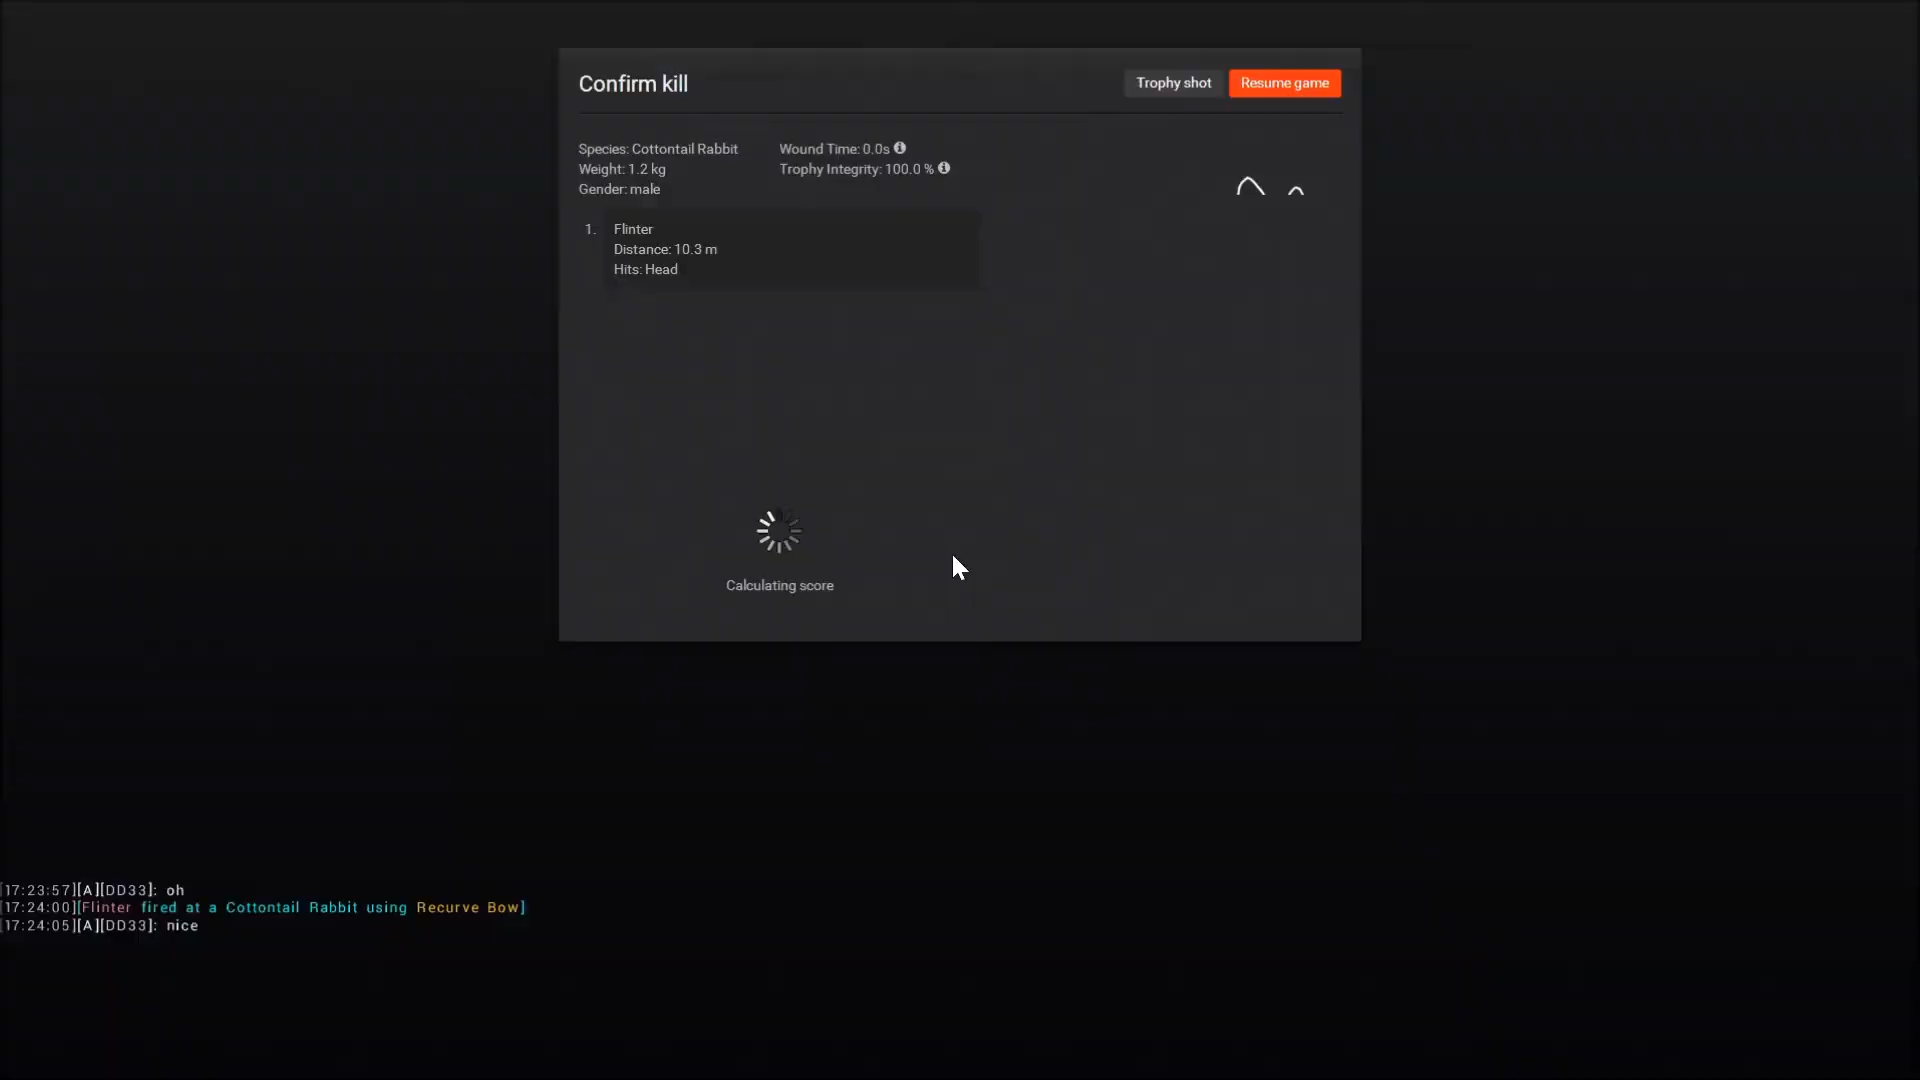 Confirm kill
Trophy shot
Resume game
Species: Cottontail Rabbit
Weight: 1.2 kg
Gender: male
Wound Time: 0.0s
Trophy Integrity: 100.0 %
1.
Flinter
Distance: 10.3 m
Hits: Head
Calculating score
[17:23:57][A][DD33]: oh
[17:24:00][Flinter fired at a Cottontail Rabbit using Recurve Bow]
[17:24:05][A][DD33]: nice